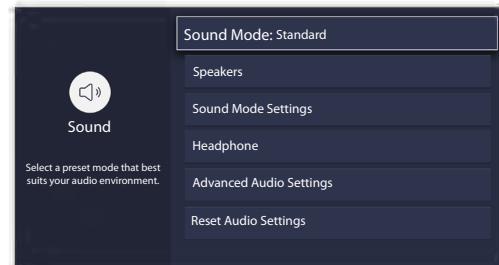 Sound
Select a preset mode that best
suits your audio environment.
Sound Mode: Standard
Speakers
Sound Mode Settings
Headphone
Advanced Audio Settings
Reset Audio Settings